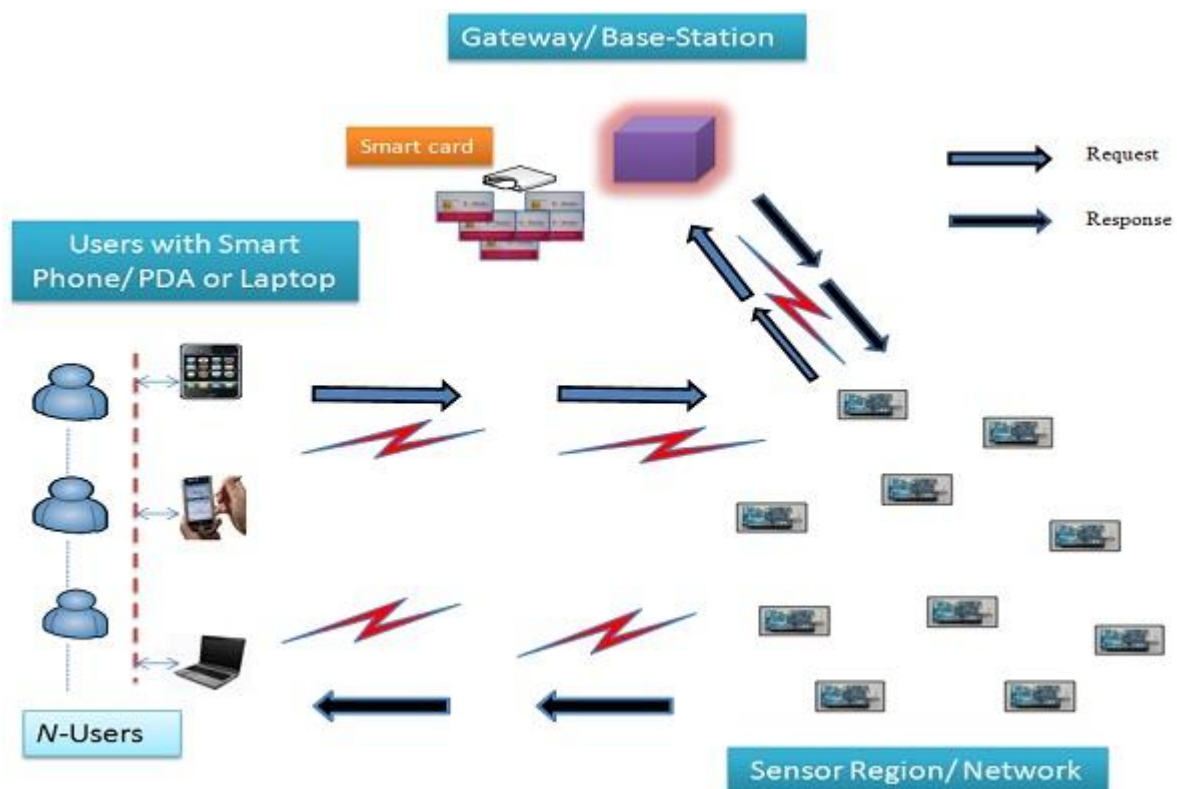 Gateway/ Base-Station
Smart card
Request
Response
Users with Smart
Phone/ PDA or Laptop
N-Users
Sensor Region/ Network